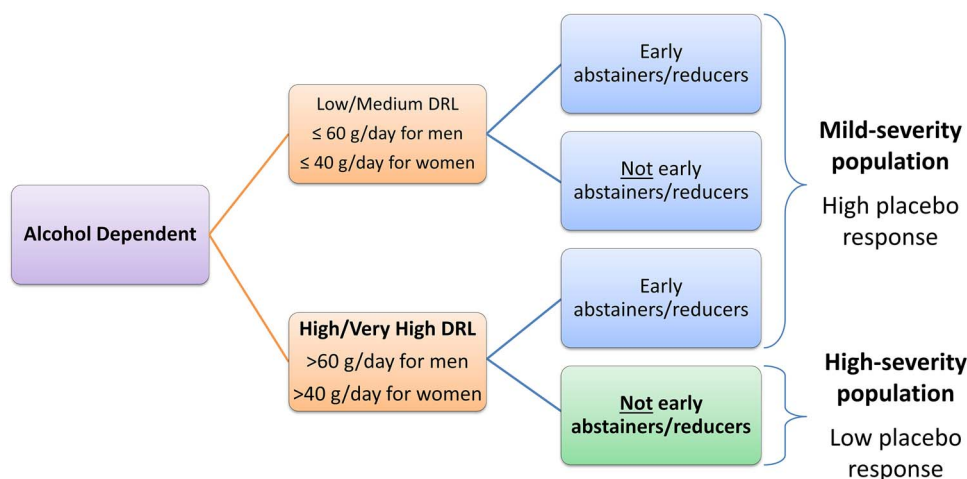 Alcohol Dependent
Low/Medium DRL
≤ 60 g/day for men
≤ 40 g/day for women
High/Very High DRL
>60 g/day for men
>40 g/day for women
Early
abstainers/reducers
Not early
abstainers/reducers
Early
abstainers/reducers
Not early
abstainers/reducers
Mild-severity
population
High placebo
response
High-severity
population
Low placebo
response